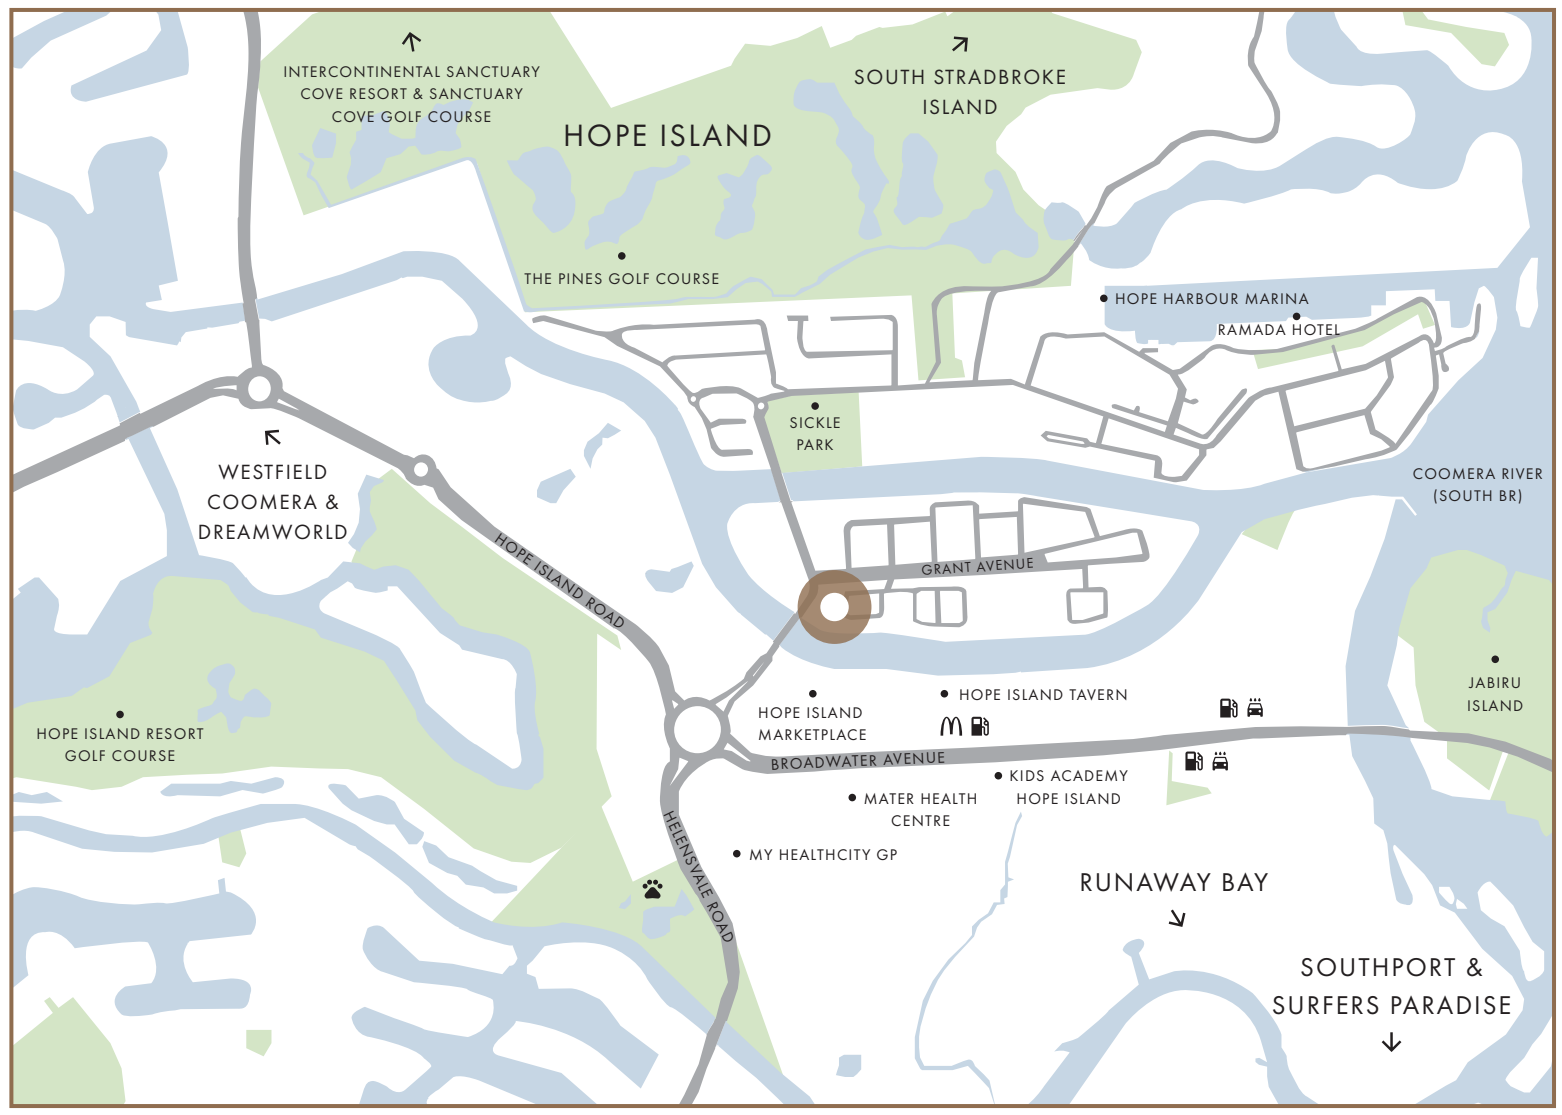 INTERCONTINENTAL SANCTUARY
COVE RESORT & SANCTUARY
COVE GOLF COURSE
SOUTH STRADBROKE
ISLAND
HOPE ISLAND
THE PINES GOLF COURSE
HOPE HARBOUR MARINA
RAMADA HOTEL
SICKLE
PARK
WESTFIELD
COOMERA &
DREAMWORLD
COOMERA RIVER
(SOUTH BR)
HOPE ISLAND ROAD
GRANT AVENUE
JABIRU
ISLAND
HOPE ISLAND
MARKETPLACE
HOPE ISLAND TAVERN
HOPE ISLAND RESORT
GOLF COURSE
BROADWATER AVENUE
KIDS ACADEMY
HOPE ISLAND
MATER HEALTH
CENTRE
HELENSVALE ROAD
MY HEALTHCITY GP
RUNAWAY BAY
SOUTHPORT &
SURFERS PARADISE